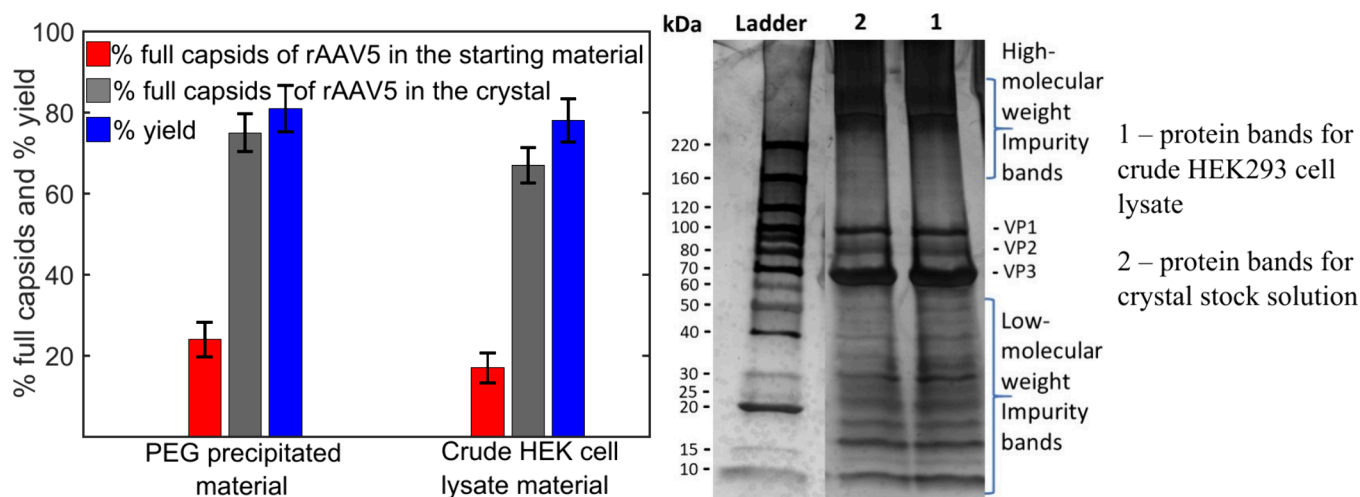 100
80
60
40
20
% full capsids and % yield
% full capsids of rAAV5 in the starting material
% full capsids of rAAV5 in the crystal
% yield
PEG precipitated
material
Crude HEK cell
lysate material
kDa
Ladder
2
1
220
160
120
100
80
70
60
50
40
30
25
20
15
10
High-
molecular
weight
Impurity
bands
VP1
VP2
VP3
Low-
molecular
weight
Impurity
bands
1 – protein bands for
crude HEK293 cell
lysate
2 – protein bands for
crystal stock solution